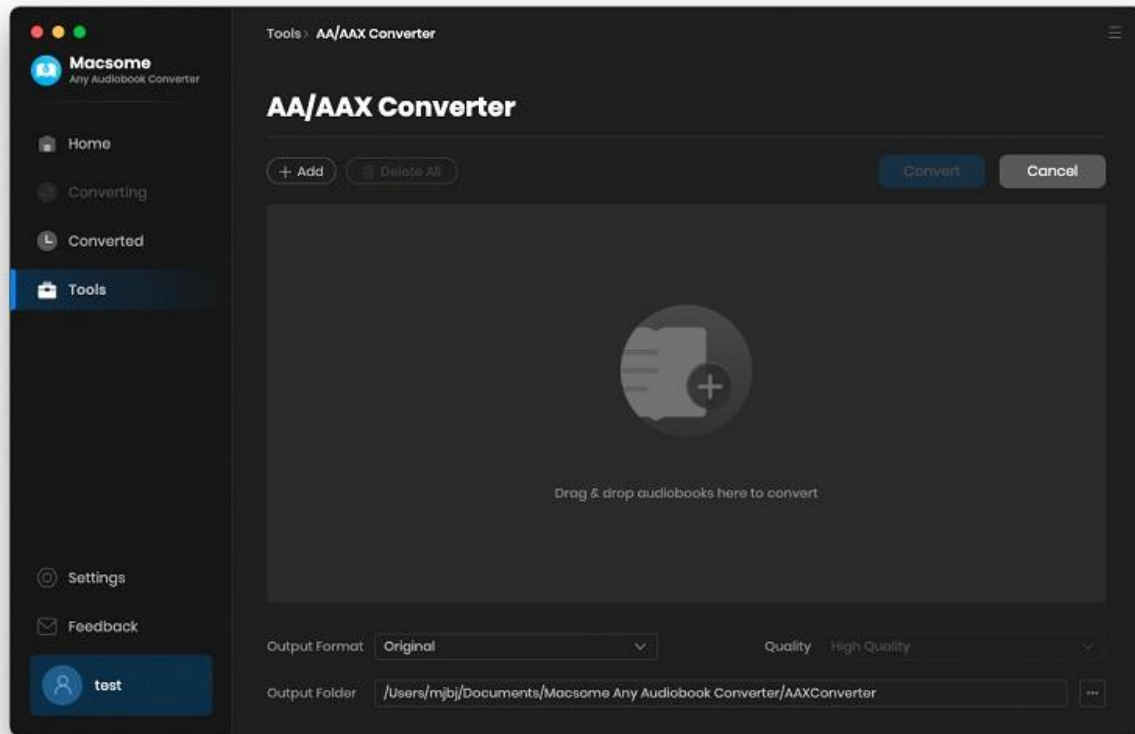 Macsome
Any Audiobook Converter
Home
Converting
Converted
Tools
Settings
Feedback
test
Tools › AA/AAX Converter
AA/AAX Converter
+ Add
Delete All
Convert
Cancel
Drag & drop audiobooks here to convert
Output Format Original
Quality High Quality
Output Folder /Users/mjbj/Documents/Macsome Any Audiobook Converter/AAXConverter
...